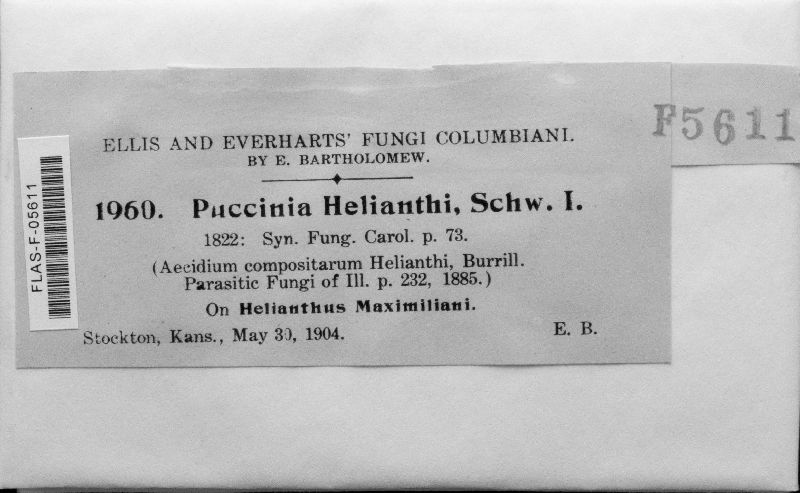 ELLIS AND EVERHARTS' FUNGI COLUMBIANI.
BY E. BARTHOLOMEW.
1960. Puccinia Helianthi, Schw. I.
1822: Syn. Fung. Carol. p. 73.
(Aecidium compositarum Helianthi, Burrill.
Parasitic Fungi of Ill. p. 232, 1885.)
On Helianthus Maximiliani.
Stockton, Kans., May 30, 1904. E. B.
F5611
FLAS-F-05611